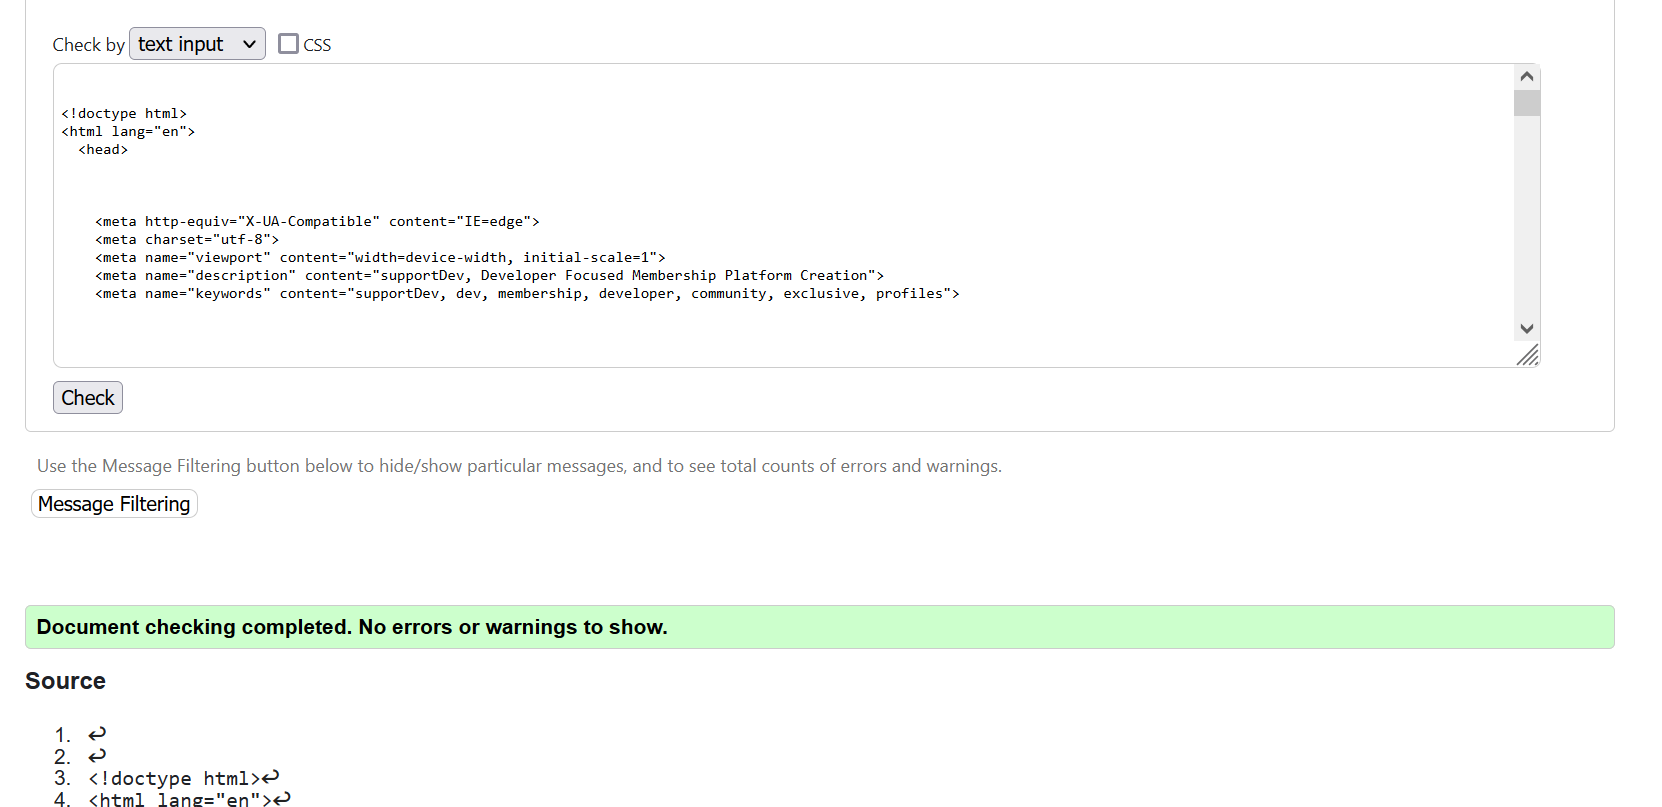 Check by text input CSS
<!doctype html>
<html lang="en">
<head>
<meta http-equiv="X-UA-Compatible" content="IE=edge">
<meta charset="utf-8">
<meta name="viewport" content="width=device-width, initial-scale=1">
<meta name="description" content="supportDev, Developer Focused Membership Platform Creation">
<meta name="keywords" content="supportDev, dev, membership, developer, community, exclusive, profiles">
Check
Use the Message Filtering button below to hide/show particular messages, and to see total counts of errors and warnings.
Message Filtering
Document checking completed. No errors or warnings to show.
Source
1. ↩
2. ↩
3. <!doctype html>↩
4. <html lang="en">↩